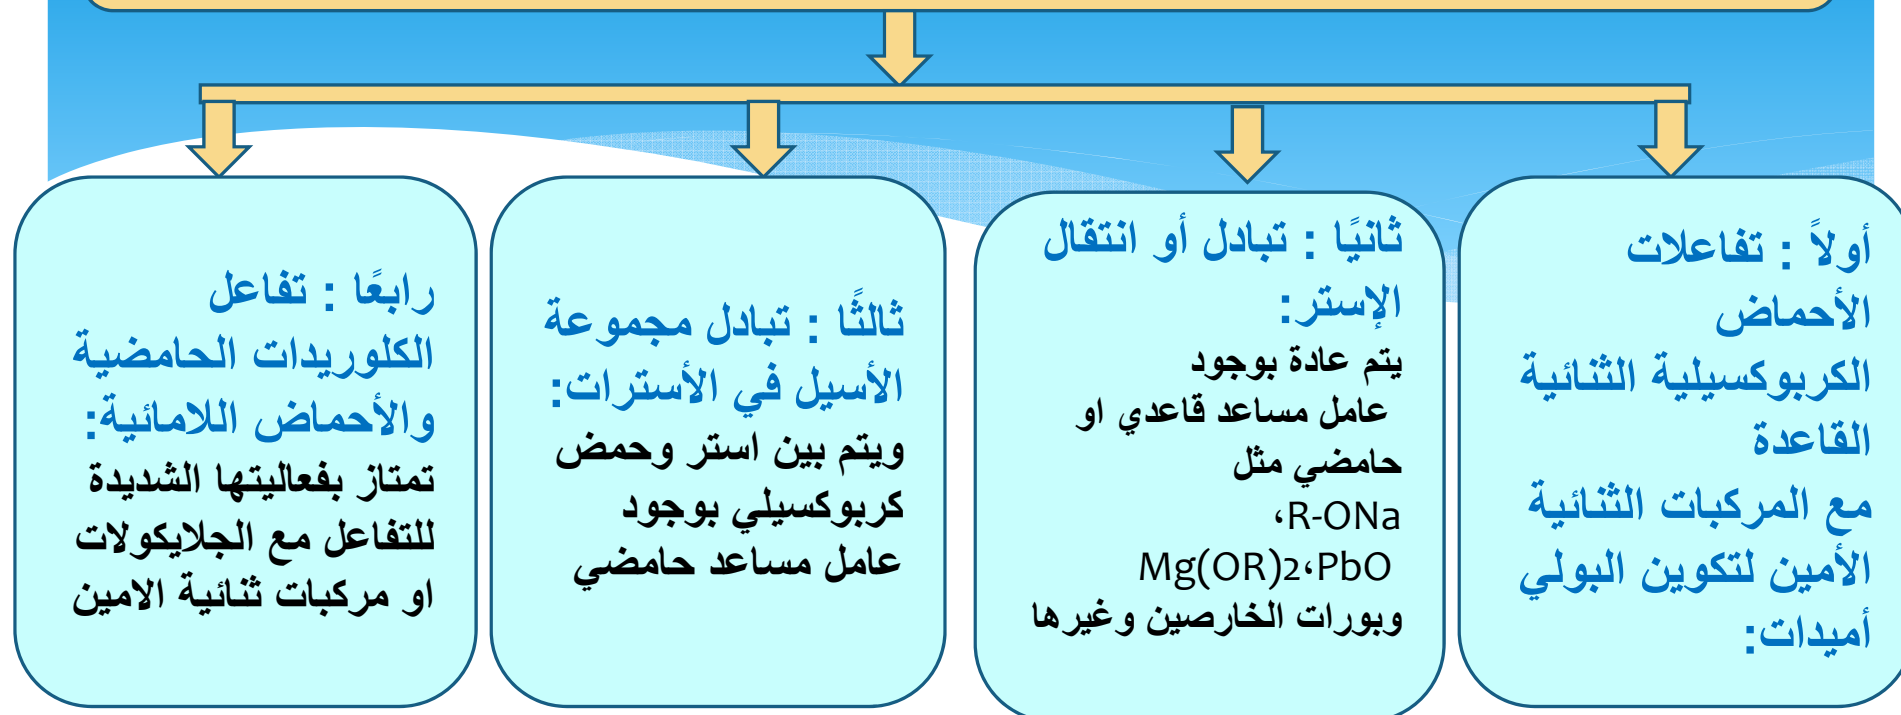 أولاً : تفاعلات
الأحماض
الكربوكسيلية الثنائية
القاعدة
مع المركبات الثنائية
الأمين لتكوين البولي
أميدات:
ثانيًا : تبادل أو انتقال
الإستر:
يتم عادة بوجود
عامل مساعد قاعدي او
حامضي مثل
R-ONa،
Mg(OR)2،PbO
وبورات الخارصين وغيرها
ثالثًا : تبادل مجموعة
الأسيل في الأسترات:
ويتم بين استر وحمض
كربوكسيلي بوجود
عامل مساعد حامضي
رابعًا : تفاعل
الكلوريدات الحامضية
والأحماض اللامائية:
تمتاز بفعاليتها الشديدة
للتفاعل مع الجلايكولات
او مركبات ثنائية الامين